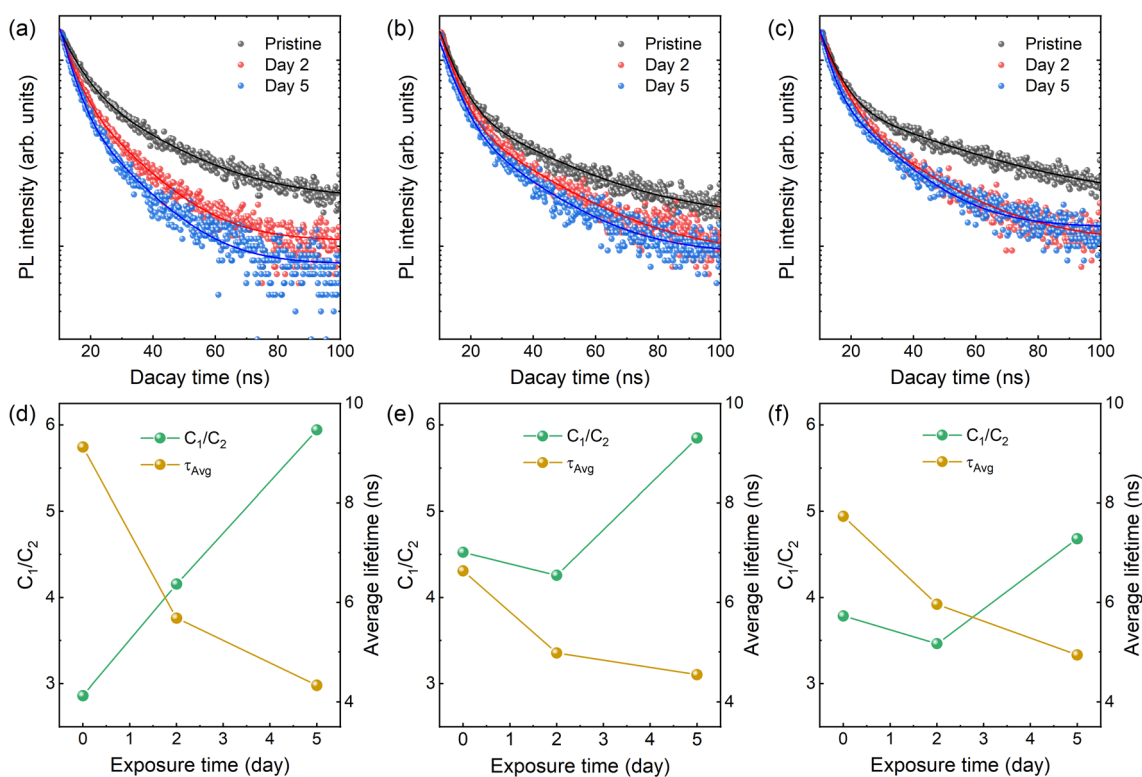 (a)
Pristine
Day 2
Day 5
PL intensity (arb. units)
20 40 60 80 100
Dacay time (ns)
(b)
Pristine
Day 2
Day 5
PL intensity (arb. units)
20 40 60 80 100
Dacay time (ns)
(c)
Pristine
Day 2
Day 5
PL intensity (arb. units)
20 40 60 80 100
Dacay time (ns)
(d)
C₁/C₂
τAvg
C₁/C₂
6
5
4
3
10
8
6
4
Average lifetime (ns)
0 1 2 3 4 5
Exposure time (day)
(e)
C₁/C₂
τAvg
C₁/C₂
6
5
4
3
10
8
6
4
Average lifetime (ns)
0 1 2 3 4 5
Exposure time (day)
(f)
C₁/C₂
τAvg
C₁/C₂
6
5
4
3
10
8
6
4
Average lifetime (ns)
0 1 2 3 4 5
Exposure time (day)